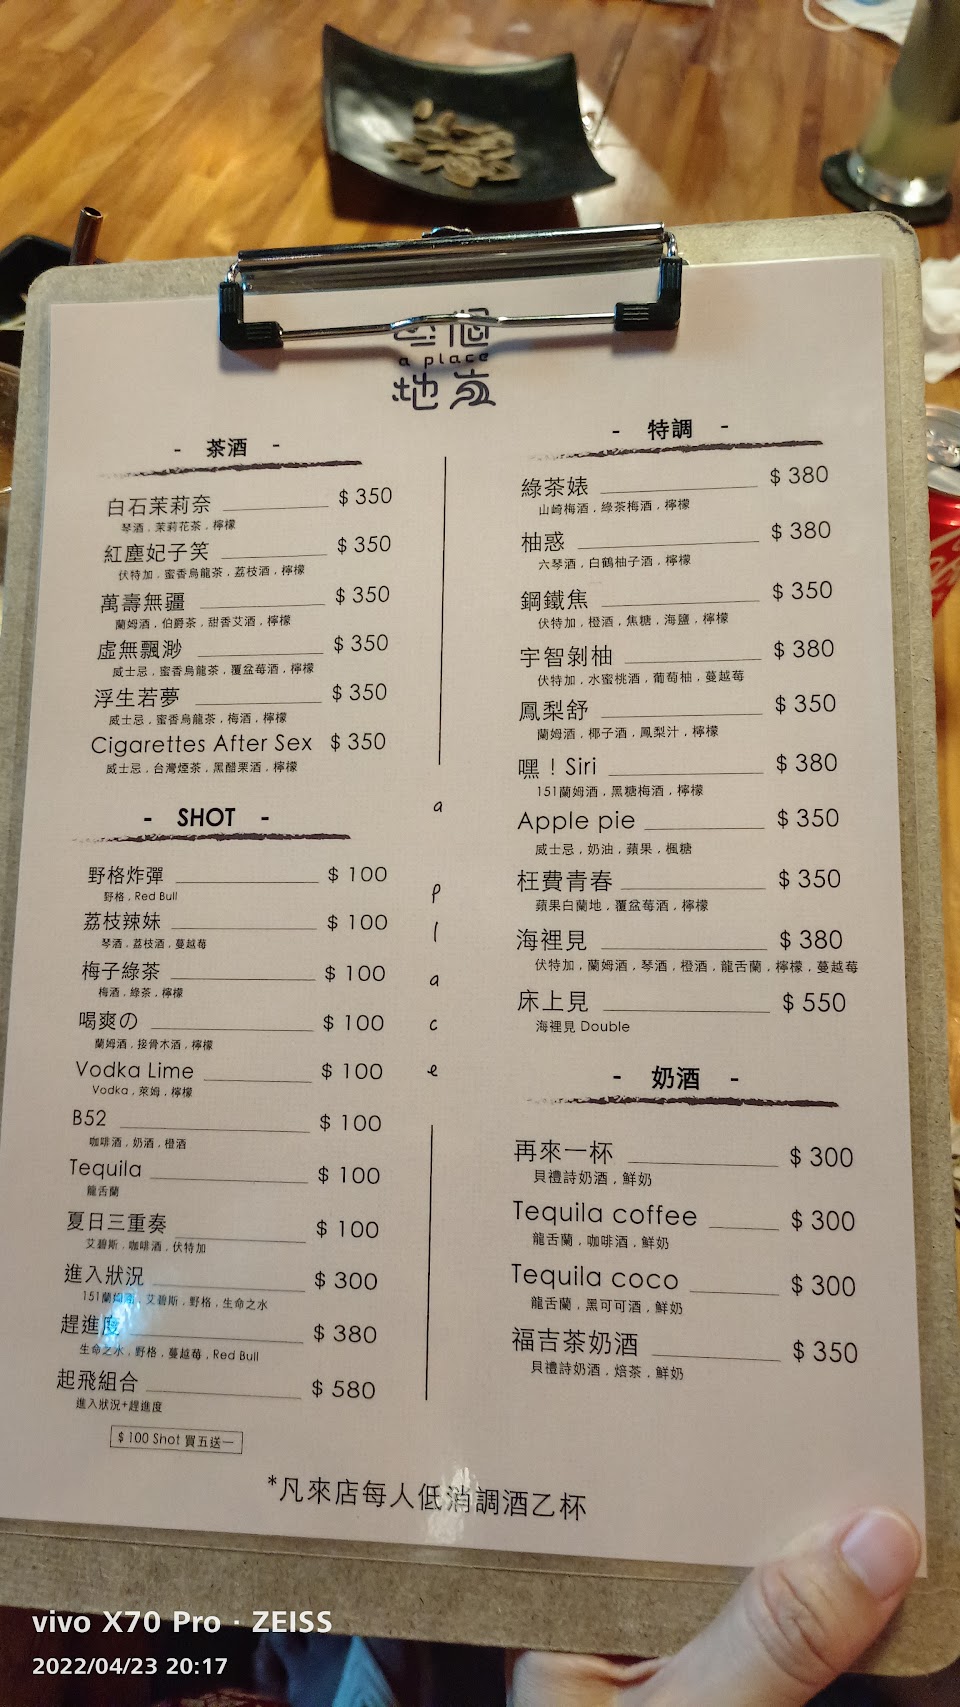 a place
地方
- 茶酒 -
白石茉莉奈 $ 350
琴酒 . 茉莉花茶 . 檸檬
紅塵妃子笑 $ 350
伏特加 . 蜜香烏龍茶 . 荔枝酒 . 檸檬
萬壽無疆 $ 350
蘭姆酒 . 伯爵茶 . 甜香艾酒 . 檸檬
虛無飄渺 $ 350
威士忌 . 蜜香烏龍茶 . 覆盆莓酒 . 檸檬
浮生若夢 $ 350
威士忌 . 蜜香烏龍茶 . 梅酒 . 檸檬
Cigarettes After Sex $ 350
威士忌 . 台灣煙茶 . 黑醋栗酒 . 檸檬
- SHOT -
野格炸彈 $ 100
野格 . Red Bull
荔枝辣妹 $ 100
琴酒 . 荔枝酒 . 蔓越莓
梅子綠茶 $ 100
梅酒 . 綠茶 . 檸檬
喝爽の $ 100
蘭姆酒 . 接骨木酒 . 檸檬
Vodka Lime $ 100
Vodka . 萊姆 . 檸檬
B52 $ 100
咖啡酒 . 奶酒 . 橙酒
Tequila $ 100
龍舌蘭
夏日三重奏 $ 100
艾碧斯 . 咖啡酒 . 伏特加
進入狀況 $ 300
151蘭姆酒 . 艾碧斯 . 野格 . 生命之水
趕進度 $ 380
生命之水 . 野格 . 蔓越莓 . Red Bull
起飛組合 $ 580
進入狀況+趕進度
$ 100 Shot 買五送一
a
p
l
a
c
e
- 特調 -
綠茶婊 $ 380
山崎梅酒 . 綠茶梅酒 . 檸檬
柚惑 $ 380
六琴酒 . 白鶴柚子酒 . 檸檬
鋼鐵焦 $ 350
伏特加 . 橙酒 . 焦糖 . 海鹽 . 檸檬
宇智剝柚 $ 380
伏特加 . 水蜜桃酒 . 葡萄柚 . 蔓越莓
鳳梨舒 $ 350
蘭姆酒 . 椰子酒 . 鳳梨汁 . 檸檬
嘿！Siri $ 380
151蘭姆酒 . 黑糖梅酒 . 檸檬
Apple pie $ 350
威士忌 . 奶油 . 蘋果 . 楓糖
枉費青春 $ 350
蘋果白蘭地 . 覆盆莓酒 . 檸檬
海裡見 $ 380
伏特加 . 蘭姆酒 . 琴酒 . 橙酒 . 龍舌蘭 . 檸檬 . 蔓越莓
床上見 $ 550
海裡見 Double
- 奶酒 -
再來一杯 $ 300
貝禮詩奶酒 . 鮮奶
Tequila coffee $ 300
龍舌蘭 . 咖啡酒 . 鮮奶
Tequila coco $ 300
龍舌蘭 . 黑可可酒 . 鮮奶
福吉茶奶酒 $ 350
貝禮詩奶酒 . 焙茶 . 鮮奶
*凡來店每人低消調酒乙杯
vivo X70 Pro · ZEISS
2022/04/23 20:17